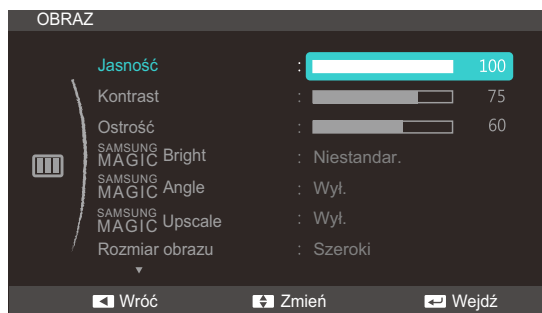 OBRAZ
Jasność : 100
Kontrast : 75
Ostrość : 60
SAMSUNG MAGIC Bright : Niestandar.
SAMSUNG MAGIC Angle : Wył.
SAMSUNG MAGIC Upscale : Wył.
Rozmiar obrazu : Szeroki
Wróć Zmień Wejdź